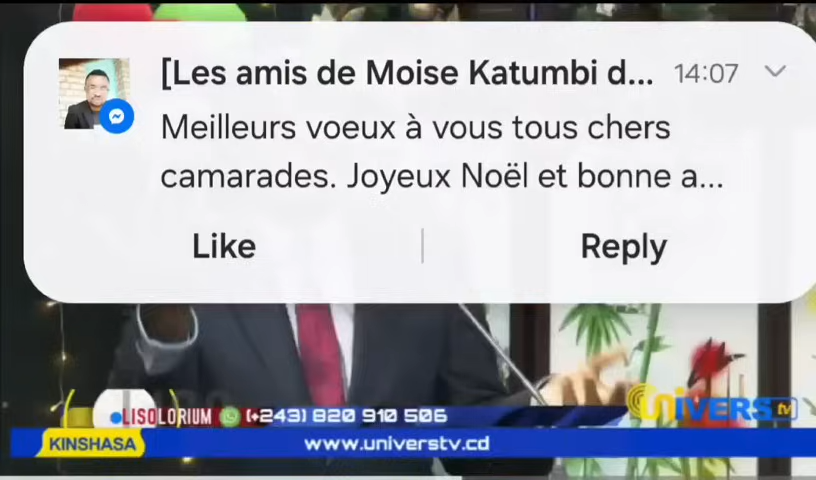 [Les amis de Moise Katumbi d... 14:07
Meilleurs voeux à vous tous chers
camarades. Joyeux Noël et bonne a...
Like Reply
LISOLORIUM (+243) 820 910 506
UNIVERS tv
KINSHASA www.universtv.cd